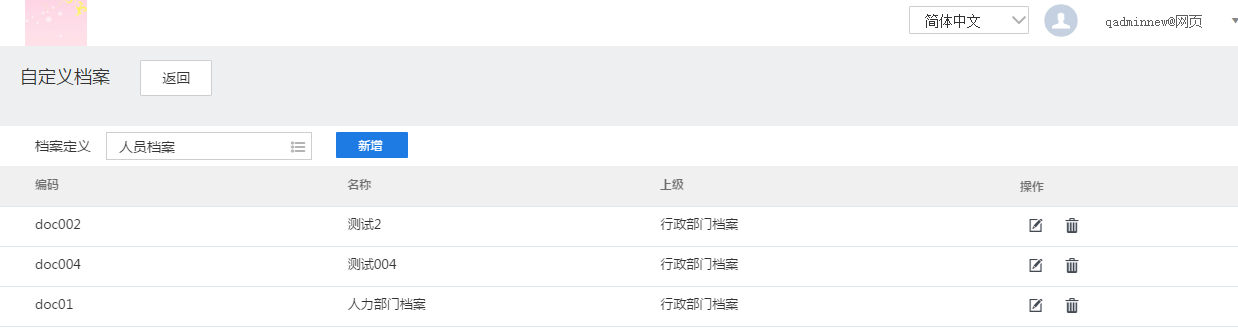 简体中文 qadminnew@网页
自定义档案 返回
档案定义 人员档案 新增
编码 名称 上级 操作
doc002 测试2 行政部门档案
doc004 测试004 行政部门档案
doc01 人力部门档案 行政部门档案